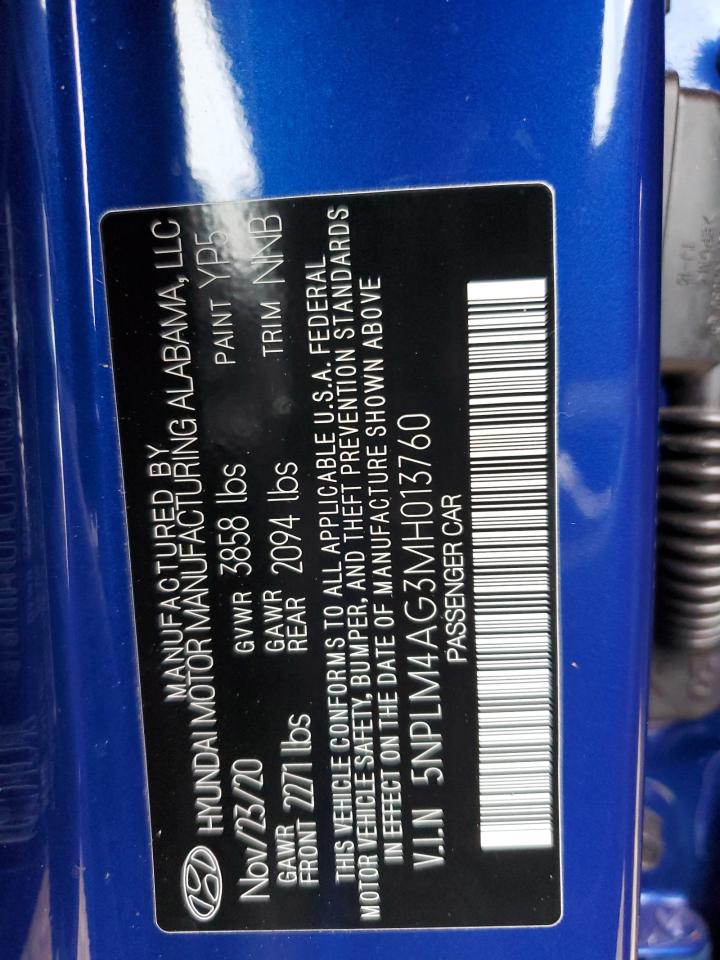 MANUFACTURED BY
HYUNDAI MOTOR MANUFACTURING ALABAMA, LLC
Nov/23/20 GVWR 3858 lbs PAINT YP5
GAWR FRONT 2271 lbs GAWR REAR 2094 lbs TRIM NNB
THIS VEHICLE CONFORMS TO ALL APPLICABLE U.S.A. FEDERAL
MOTOR VEHICLE SAFETY, BUMPER, AND THEFT PREVENTION STANDARDS
IN EFFECT ON THE DATE OF MANUFACTURE SHOWN ABOVE
V.I.N 5NPLM4AG3MH013760
PASSENGER CAR